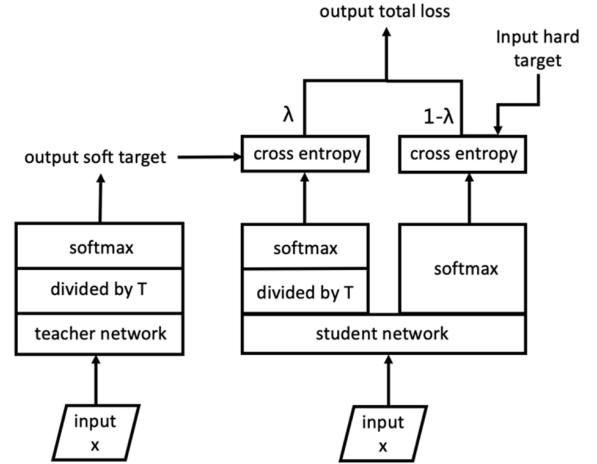 output total loss
Input hard
target
λ
1-λ
output soft target
cross entropy
cross entropy
softmax
divided by T
teacher network
softmax
divided by T
softmax
student network
input
x
input
x